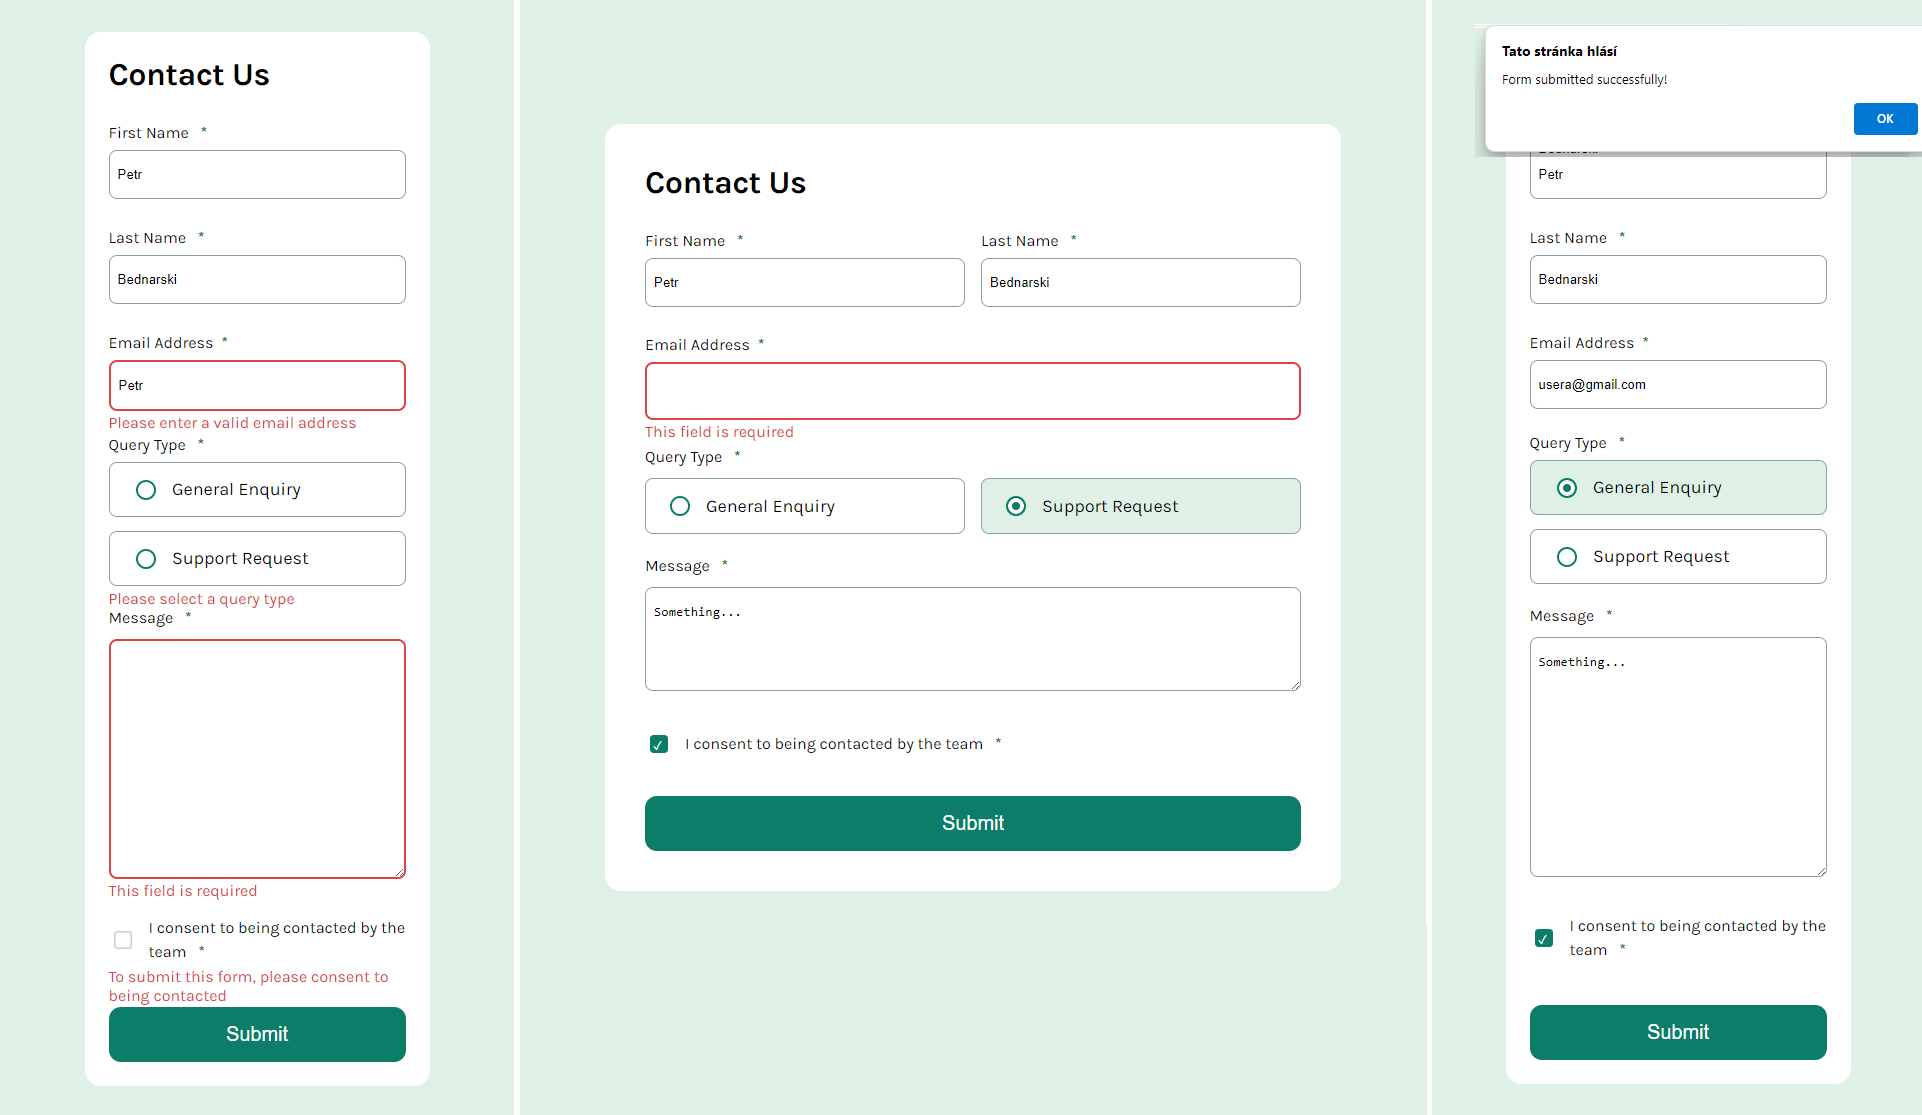 Contact Us
First Name *
Petr
Last Name *
Bednarski
Email Address *
Petr
Please enter a valid email address
Query Type *
General Enquiry
Support Request
Please select a query type
Message *
This field is required
I consent to being contacted by the
team *
To submit this form, please consent to
being contacted
Submit
Contact Us
First Name * Last Name *
Petr Bednarski
Email Address *
This field is required
Query Type *
General Enquiry Support Request
Message *
Something...
I consent to being contacted by the team *
Submit
Tato stránka hlásí
Form submitted successfully!
OK
Petr
Last Name *
Bednarski
Email Address *
usera@gmail.com
Query Type *
General Enquiry
Support Request
Message *
Something...
I consent to being contacted by the
team *
Submit